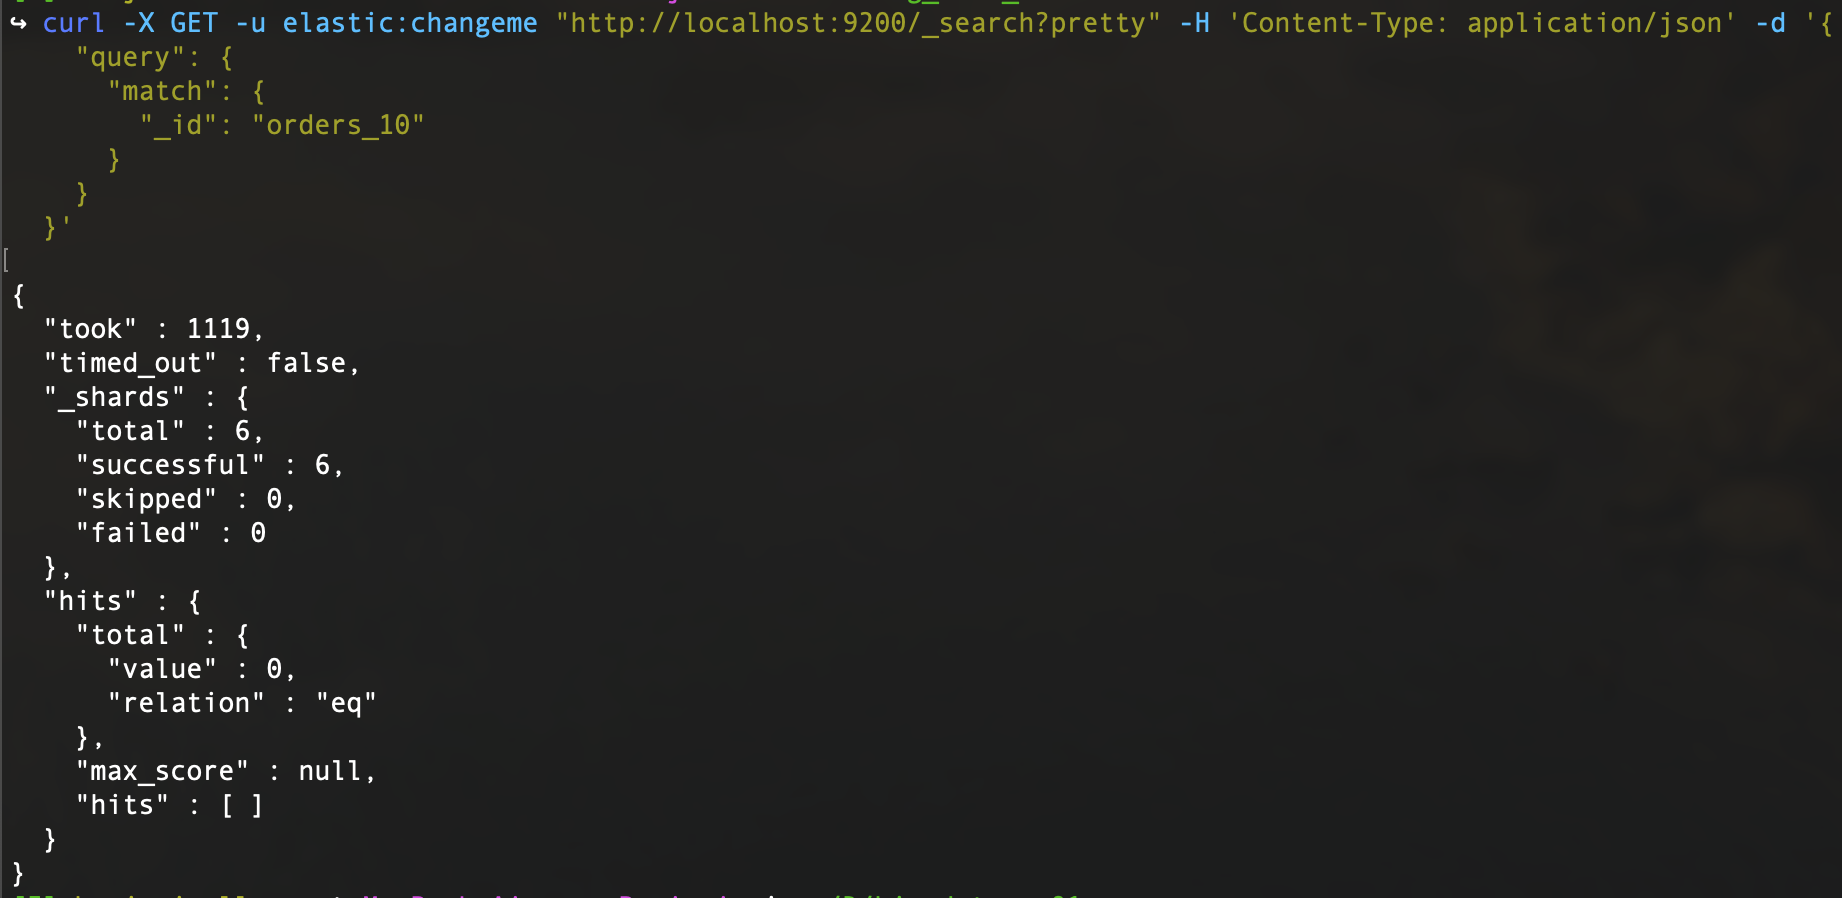 ↪ curl -X GET -u elastic:changeme "http://localhost:9200/_search?pretty" -H 'Content-Type: application/json' -d '{
    "query": {
      "match": {
        "_id": "orders_10"
      }
    }
  }'
[
{
  "took" : 1119,
  "timed_out" : false,
  "_shards" : {
    "total" : 6,
    "successful" : 6,
    "skipped" : 0,
    "failed" : 0
  },
  "hits" : {
    "total" : {
      "value" : 0,
      "relation" : "eq"
    },
    "max_score" : null,
    "hits" : [ ]
  }
}